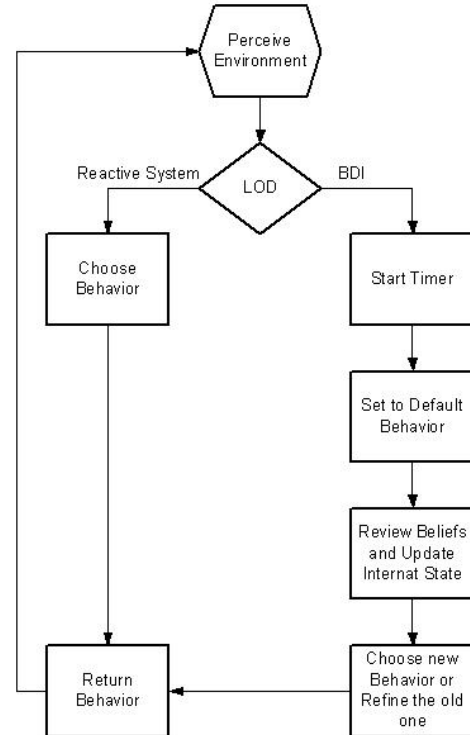 Perceive
Environment
Reactive System
LOD
BDI
Choose
Behavior
Start Timer
Set to Default
Behavior
Review Beliefs
and Update
Internat State
Return
Behavior
Choose new
Behavior or
Refine the old
one